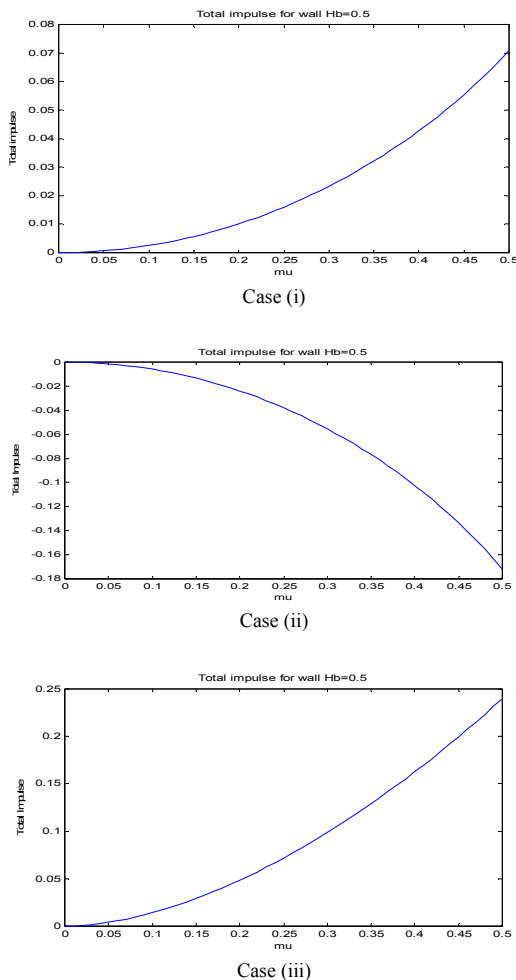 Total impulse for wall Hb=0.5
0.08
0.07
0.06
0.05
0.04
0.03
0.02
0.01
0
Total impulse
0 0.05 0.1 0.15 0.2 0.25 0.3 0.35 0.4 0.45 0.5
mu
Case (i)
Total impulse for wall Hb=0.5
0
-0.02
-0.04
-0.06
-0.08
-0.1
-0.12
-0.14
-0.16
-0.18
Total Impulse
0 0.05 0.1 0.15 0.2 0.25 0.3 0.35 0.4 0.45 0.5
mu
Case (ii)
Total impulse for wall Hb=0.5
0.25
0.2
0.15
0.1
0.05
0
Total Impulse
0 0.05 0.1 0.15 0.2 0.25 0.3 0.35 0.4 0.45 0.5
mu
Case (iii)